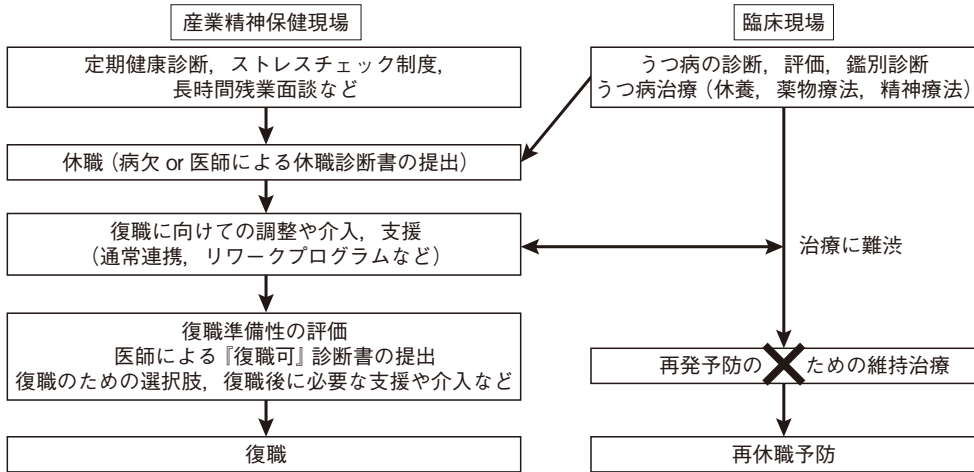 産業精神保健現場
定期健康診断，ストレスチェック制度，
長時間残業面談など
休職（病欠 or 医師による休職診断書の提出）
復職に向けての調整や介入，支援
（通常連携，リワークプログラムなど）
復職準備性の評価
医師による『復職可』診断書の提出
復職のための選択肢，復職後に必要な支援や介入など
復職
臨床現場
うつ病の診断，評価，鑑別診断
うつ病治療（休養，薬物療法，精神療法）
治療に難渋
再発予防の ための維持治療
再休職予防